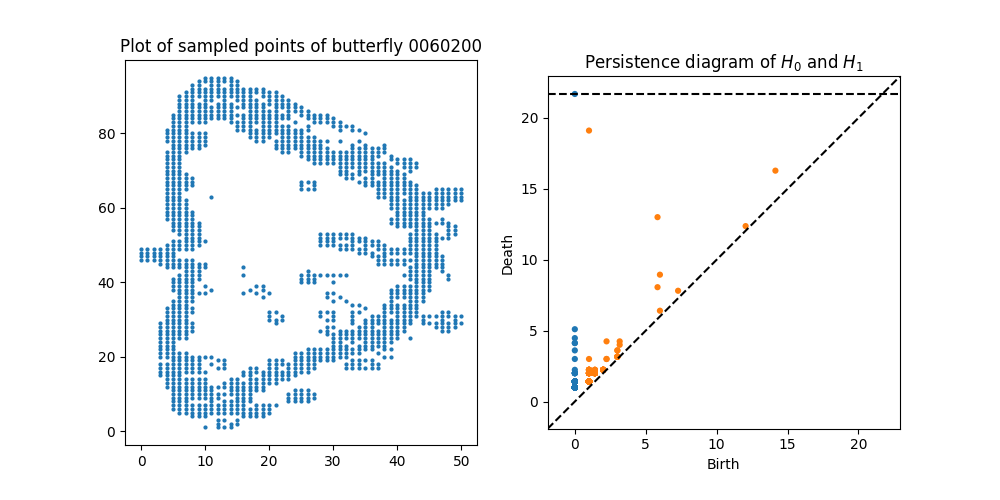 Plot of sampled points of butterfly 0060200
80
60
40
20
0
0 10 20 30 40 50
Persistence diagram of H₀ and H₁
Death
20
15
10
5
0
0 5 10 15 20
Birth